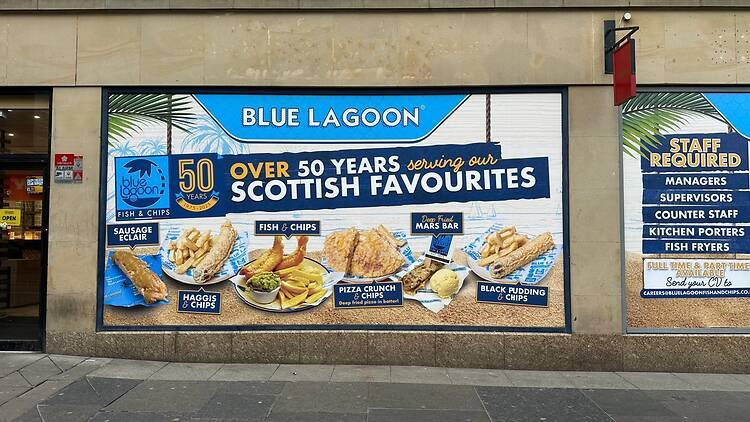 BLUE LAGOON
50
YEARS
OVER 50 YEARS serving our
SCOTTISH FAVOURITES
blue
lagoon
FISH & CHIPS
SAUSAGE
ECLAIR
HAGGIS
& CHIPS
FISH & CHIPS
PIZZA CRUNCH
& CHIPS
Deep fried pizza in batter!
Deep Fried
MARS BAR
BLACK PUDDING
& CHIPS
OPEN
STAFF
REQUIRED
MANAGERS
SUPERVISORS
COUNTER STAFF
KITCHEN PORTERS
FISH FRYERS
FULL TIME & PART TIME
AVAILABLE
Send your CV to
CAREERS@BLUELAGOONFISHANDCHIPS.CO